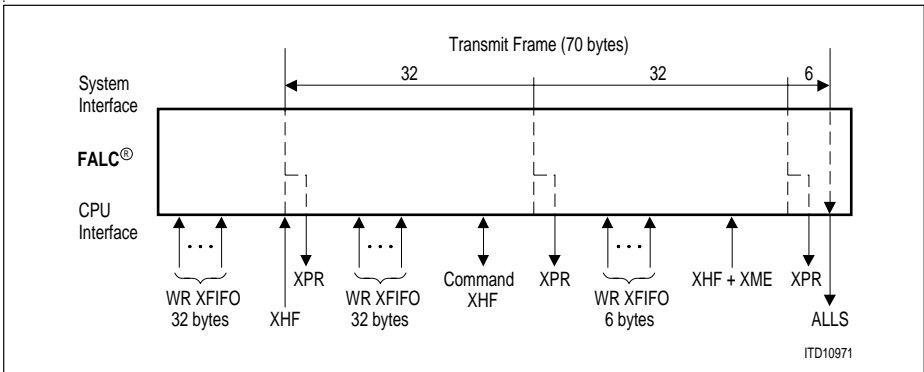 Transmit Frame (70 bytes)
32 32 6
System
Interface
FALC®
CPU
Interface
... ... ...
XPR Command XPR XHF + XME XPR
XHF
WR XFIFO WR XFIFO WR XFIFO
32 bytes XHF 32 bytes 6 bytes ALLS
ITD10971